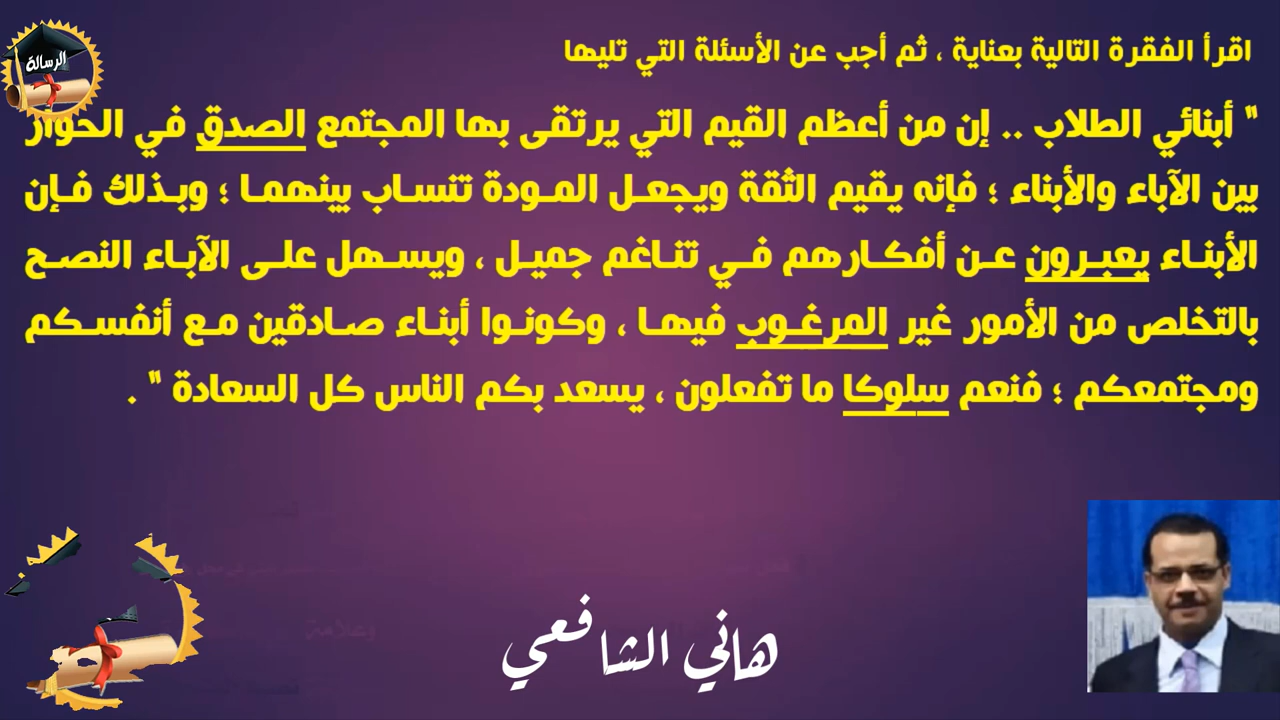 الرسالة
اقرأ الفقرة التالية بعناية ، ثم أجب عن الأسئلة التي تليها
" أبنائي الطلاب .. إن من أعظم القيم التي يرتقى بها المجتمع الصدق في الحوار
بين الآباء والأبناء ؛ فإنه يقيم الثقة ويجعل المودة تنساب بينهما ؛ وبذلك فإن
الأبناء يعبرون عن أفكارهم في تناغم جميل ، ويسهل على الآباء النصح
بالتخلص من الأمور غير المرغوب فيها ، وكونوا أبناء صادقين مع أنفسكم
ومجتمعكم ؛ فنعم سلوكا ما تفعلون ، يسعد بكم الناس كل السعادة " .
وعلامة
هاني الشافعي